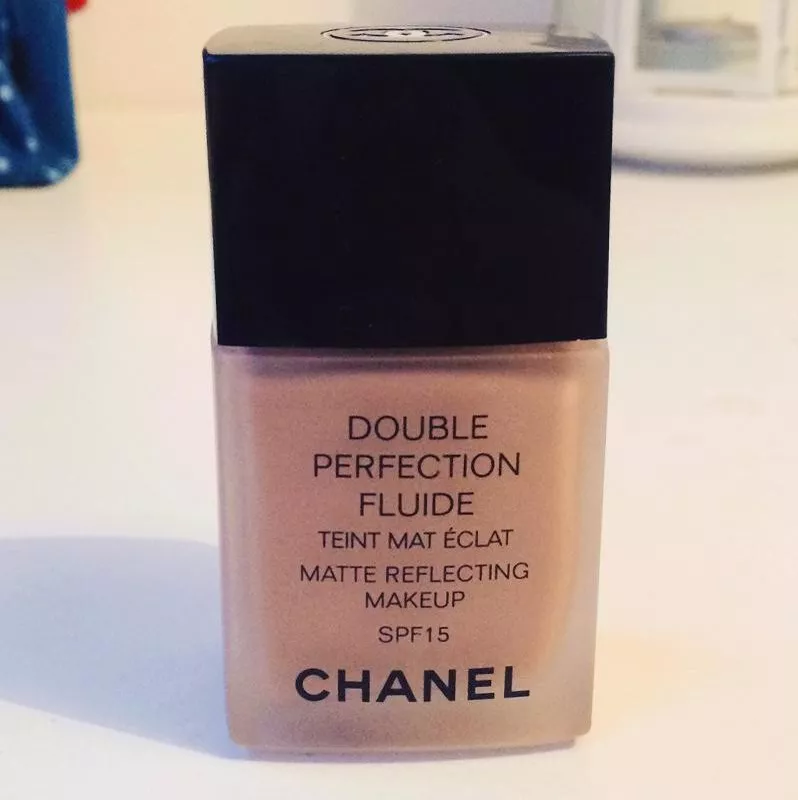 DOUBLE
PERFECTION
FLUIDE
TEINT MAT ÉCLAT
MATTE REFLECTING
MAKEUP
SPF15
CHANEL